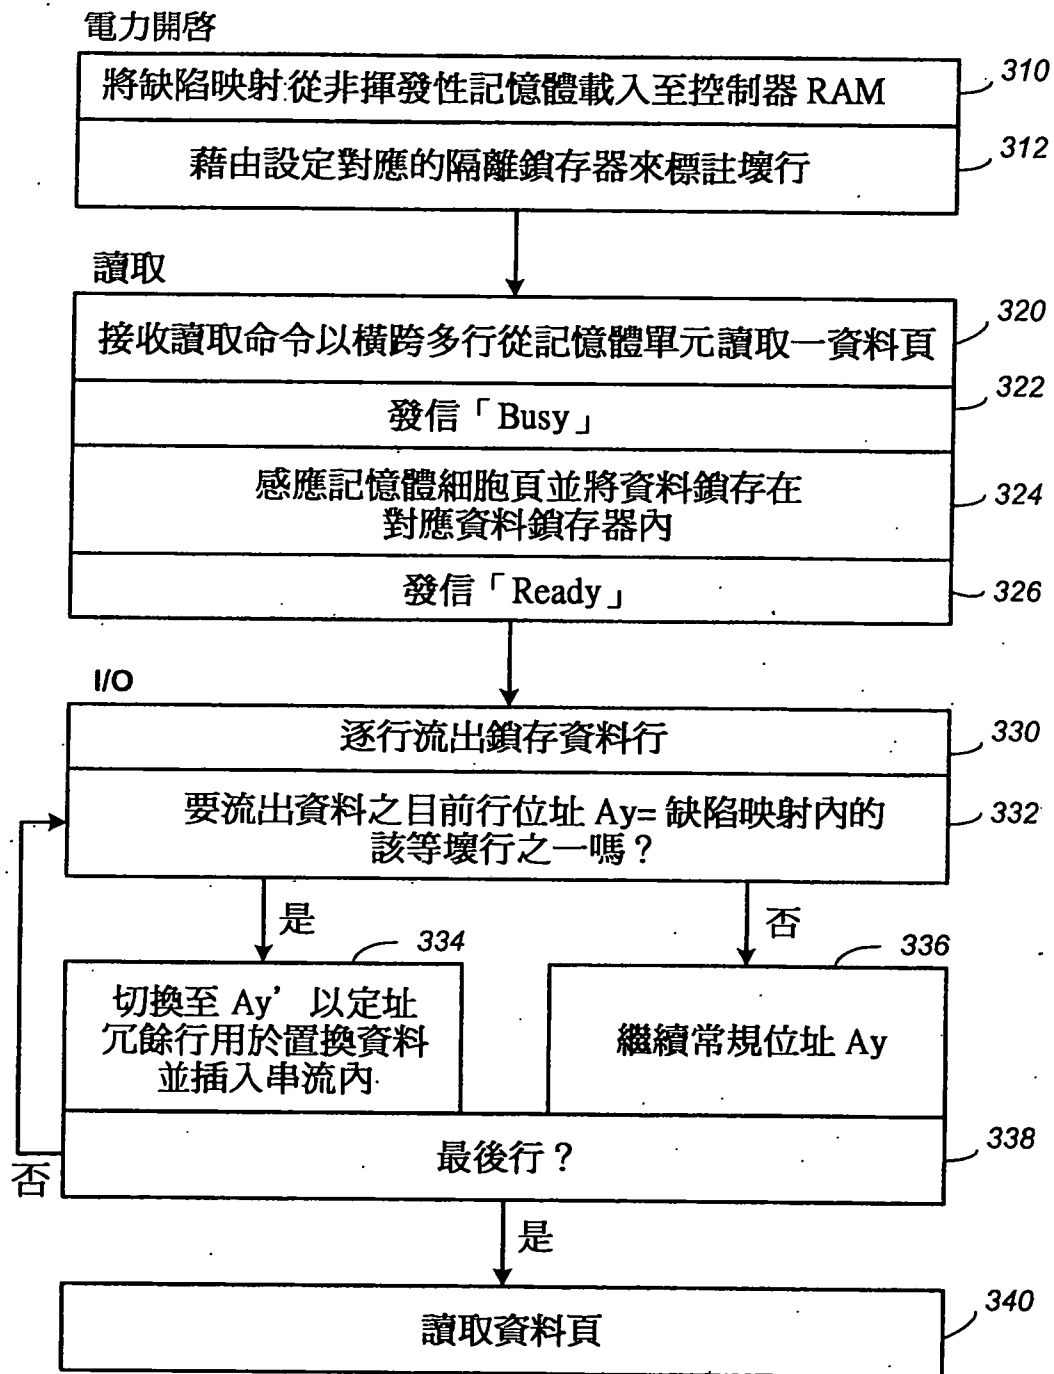 電力開啓
將缺陷映射從非揮發性記憶體載入至控制器 RAM
310
藉由設定對應的隔離鎖存器來標註壞行
312
讀取
接收讀取命令以橫跨多行從記憶體單元讀取一資料頁
320
發信「Busy」
322
感應記憶體細胞頁並將資料鎖存在
對應資料鎖存器內
324
發信「Ready」
326
I/O
逐行流出鎖存資料行
330
要流出資料之目前行位址 Ay= 缺陷映射內的
該等壞行之一嗎？
332
是
否
334
336
切換至 Ay’ 以定址
冗餘行用於置換資料
並插入串流內
繼續常規位址 Ay
最後行？
338
否
是
讀取資料頁
340